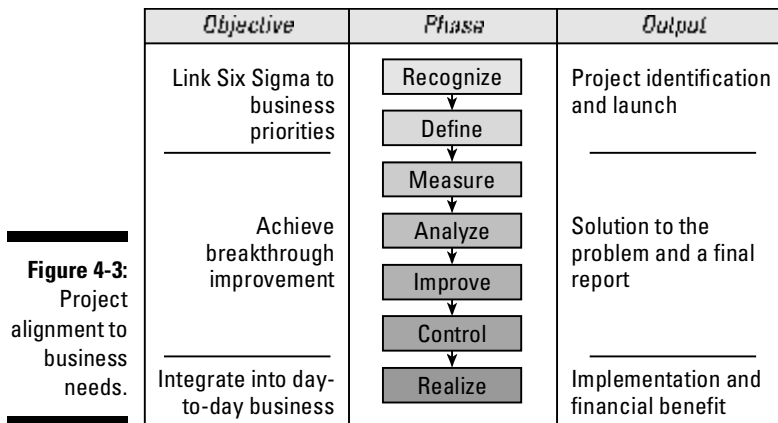 Objective
Phase
Output
Link Six Sigma to
business
priorities
Recognize
Define
Project identification
and launch
Achieve
breakthrough
improvement
Measure
Analyze
Improve
Control
Solution to the
problem and a final
report
Integrate into day-
to-day business
Realize
Implementation and
financial benefit
Figure 4-3:
Project
alignment to
business
needs.